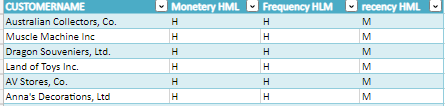 CUSTOMERNAME Monetery HML Frequency HLM recency HML
Australian Collectors, Co. H H M
Muscle Machine Inc H H M
Dragon Souveniers, Ltd. H H M
Land of Toys Inc. H H M
AV Stores, Co. H H M
Anna's Decorations, Ltd H H M